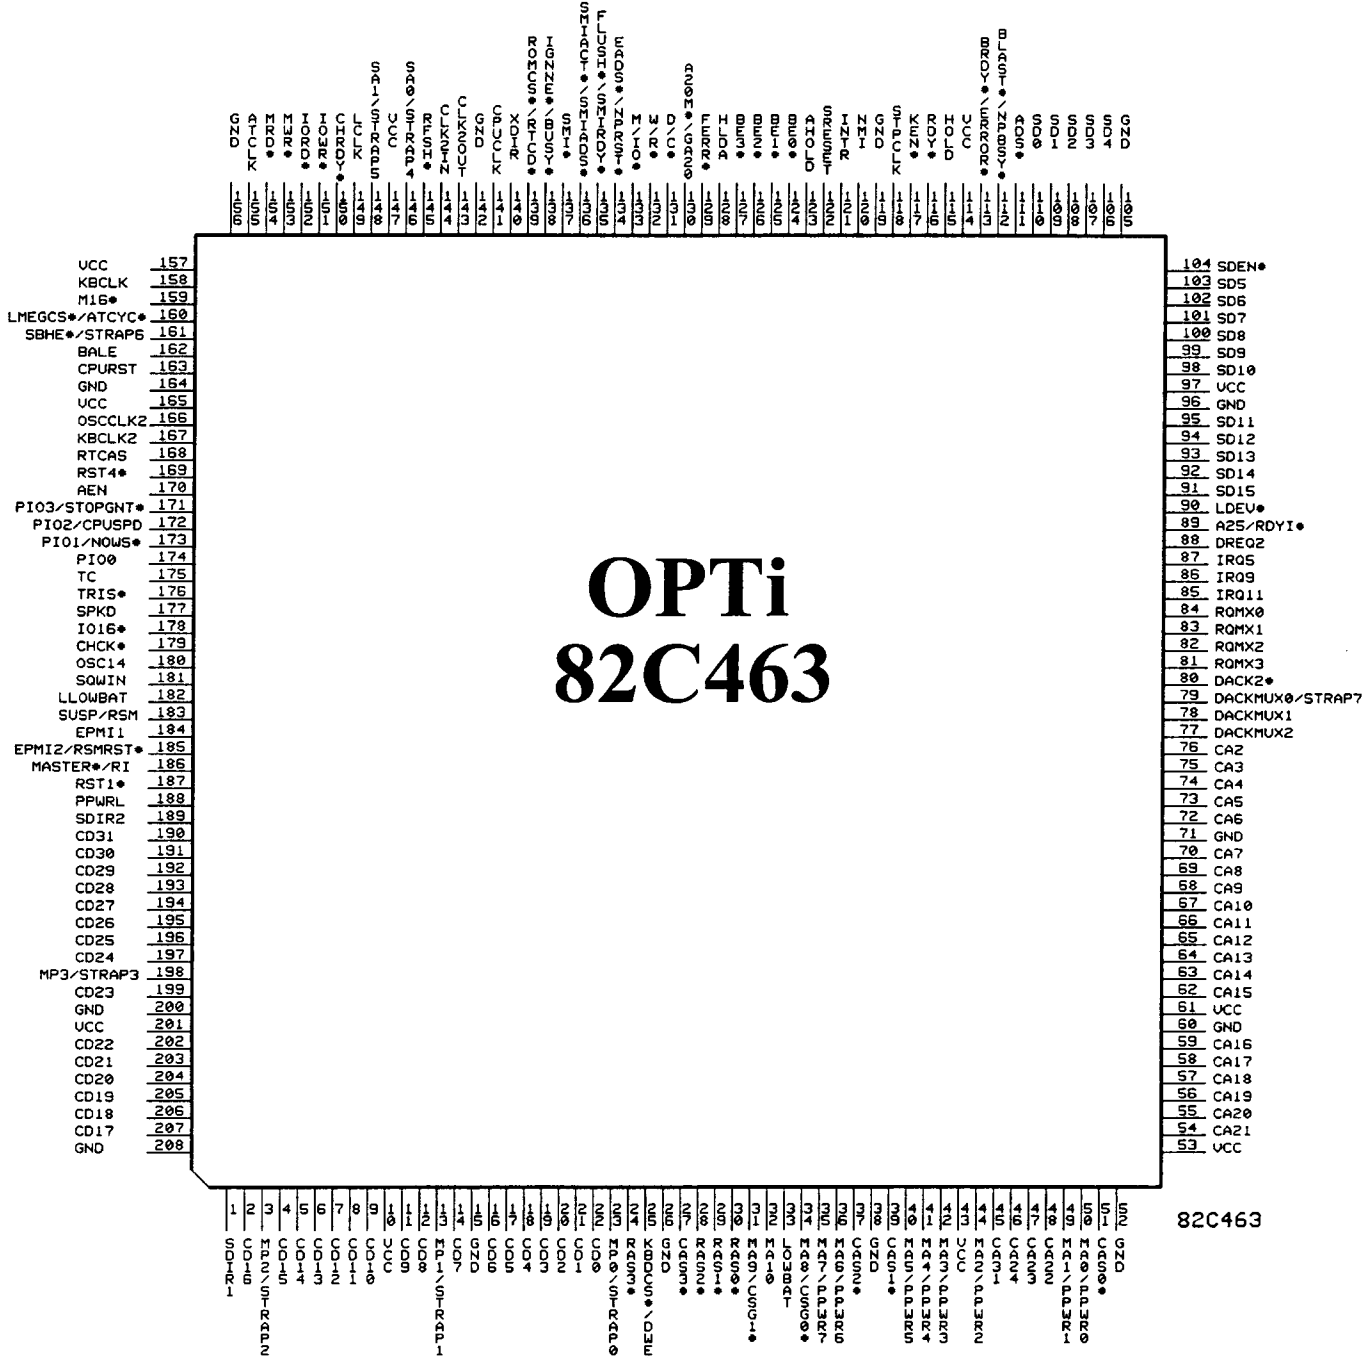 GND 156
ATCLK 155
MRD* 154
MWR* 153
IORD* 152
IOWR* 151
CHRDY* 150
LCLK 149
SA1/STRAP5 148
VCC 147
SA0/STRAP4 146
RFSH* 145
CLK2IN 144
CLK2OUT 143
GND 142
CPUCLK 141
XDIR 140
ROMCS*/RTCD* 139
IGNNE*/BUSY* 138
SMI* 137
SMIACT*/SMIADS* 136
FLUSH*/SMIRDY* 135
EADS*/NPRST* 134
M/IO* 133
W/R* 132
D/C* 131
A20M*/GA20 130
FERR* 129
HLDA 128
BE3* 127
BE2* 126
BE1* 125
BE0* 124
AHOLD 123
SRESET 122
INTR 121
NMI 120
GND 119
STPCLK 118
KEN* 117
RDY* 116
HOLD 115
VCC 114
BRDY*/ERROR* 113
BLAST*/NPBSY* 112
ADS* 111
SD0 110
SD1 109
SD2 108
SD3 107
SD4 106
GND 105
VCC 157
KBCLK 158
M16* 159
LMEGCS*/ATCYC* 160
SBHE*/STRAP6 161
BALE 162
CPURST 163
GND 164
VCC 165
OSCCLK2 166
KBCLK2 167
RTCAS 168
RST4* 169
AEN 170
PIO3/STOPGNT* 171
PIO2/CPUSPD 172
PIO1/NOWS* 173
PIO0 174
TC 175
TRIS* 176
SPKD 177
IO16* 178
CHCK* 179
OSC14 180
SQWIN 181
LLOWBAT 182
SUSP/RSM 183
EPMI1 184
EPMI2/RSMRST* 185
MASTER*/RI 186
RST1* 187
PPWRL 188
SDIR2 189
CD31 190
CD30 191
CD29 192
CD28 193
CD27 194
CD26 195
CD25 196
CD24 197
MP3/STRAP3 198
CD23 199
GND 200
VCC 201
CD22 202
CD21 203
CD20 204
CD19 205
CD18 206
CD17 207
GND 208
OPTi
82C463
104 SDEN*
103 SD5
102 SD6
101 SD7
100 SD8
99 SD9
98 SD10
97 VCC
96 GND
95 SD11
94 SD12
93 SD13
92 SD14
91 SD15
90 LDEV*
89 A25/RDYI*
88 DREQ2
87 IRQ5
86 IRQ9
85 IRQ11
84 RQMX0
83 RQMX1
82 RQMX2
81 RQMX3
80 DACK2*
79 DACKMUX0/STRAP7
78 DACKMUX1
77 DACKMUX2
76 CA2
75 CA3
74 CA4
73 CA5
72 CA6
71 GND
70 CA7
69 CA8
68 CA9
67 CA10
66 CA11
65 CA12
64 CA13
63 CA14
62 CA15
61 VCC
60 GND
59 CA16
58 CA17
57 CA18
56 CA19
55 CA20
54 CA21
53 VCC
1 SDIR1
2 CD16
3 MP2/STRAP2
4 CD15
5 CD14
6 CD13
7 CD12
8 CD11
9 CD10
10 VCC
11 CD9
12 CD8
13 MP1/STRAP1
14 CD7
15 GND
16 CD6
17 CD5
18 CD4
19 CD3
20 CD2
21 CD1
22 CD0
23 MP0/STRAP0
24 RAS3*
25 KBDCS*/DWE
26 GND
27 CAS3*
28 RAS2*
29 RAS1*
30 RAS0*
31 MA9/CSG1*
32 MA10
33 LOWBAT
34 MA8/CSG0*
35 MA7/PPWR7
36 MA6/PPWR6
37 CAS2*
38 GND
39 CAS1*
40 MA5/PPWR5
41 MA4/PPWR4
42 MA3/PPWR3
43 VCC
44 MA2/PPWR2
45 CA31
46 CA24
47 CA23
48 CA22
49 MA1/PPWR1
50 MA0/PPWR0
51 CAS0*
52 GND
82C463